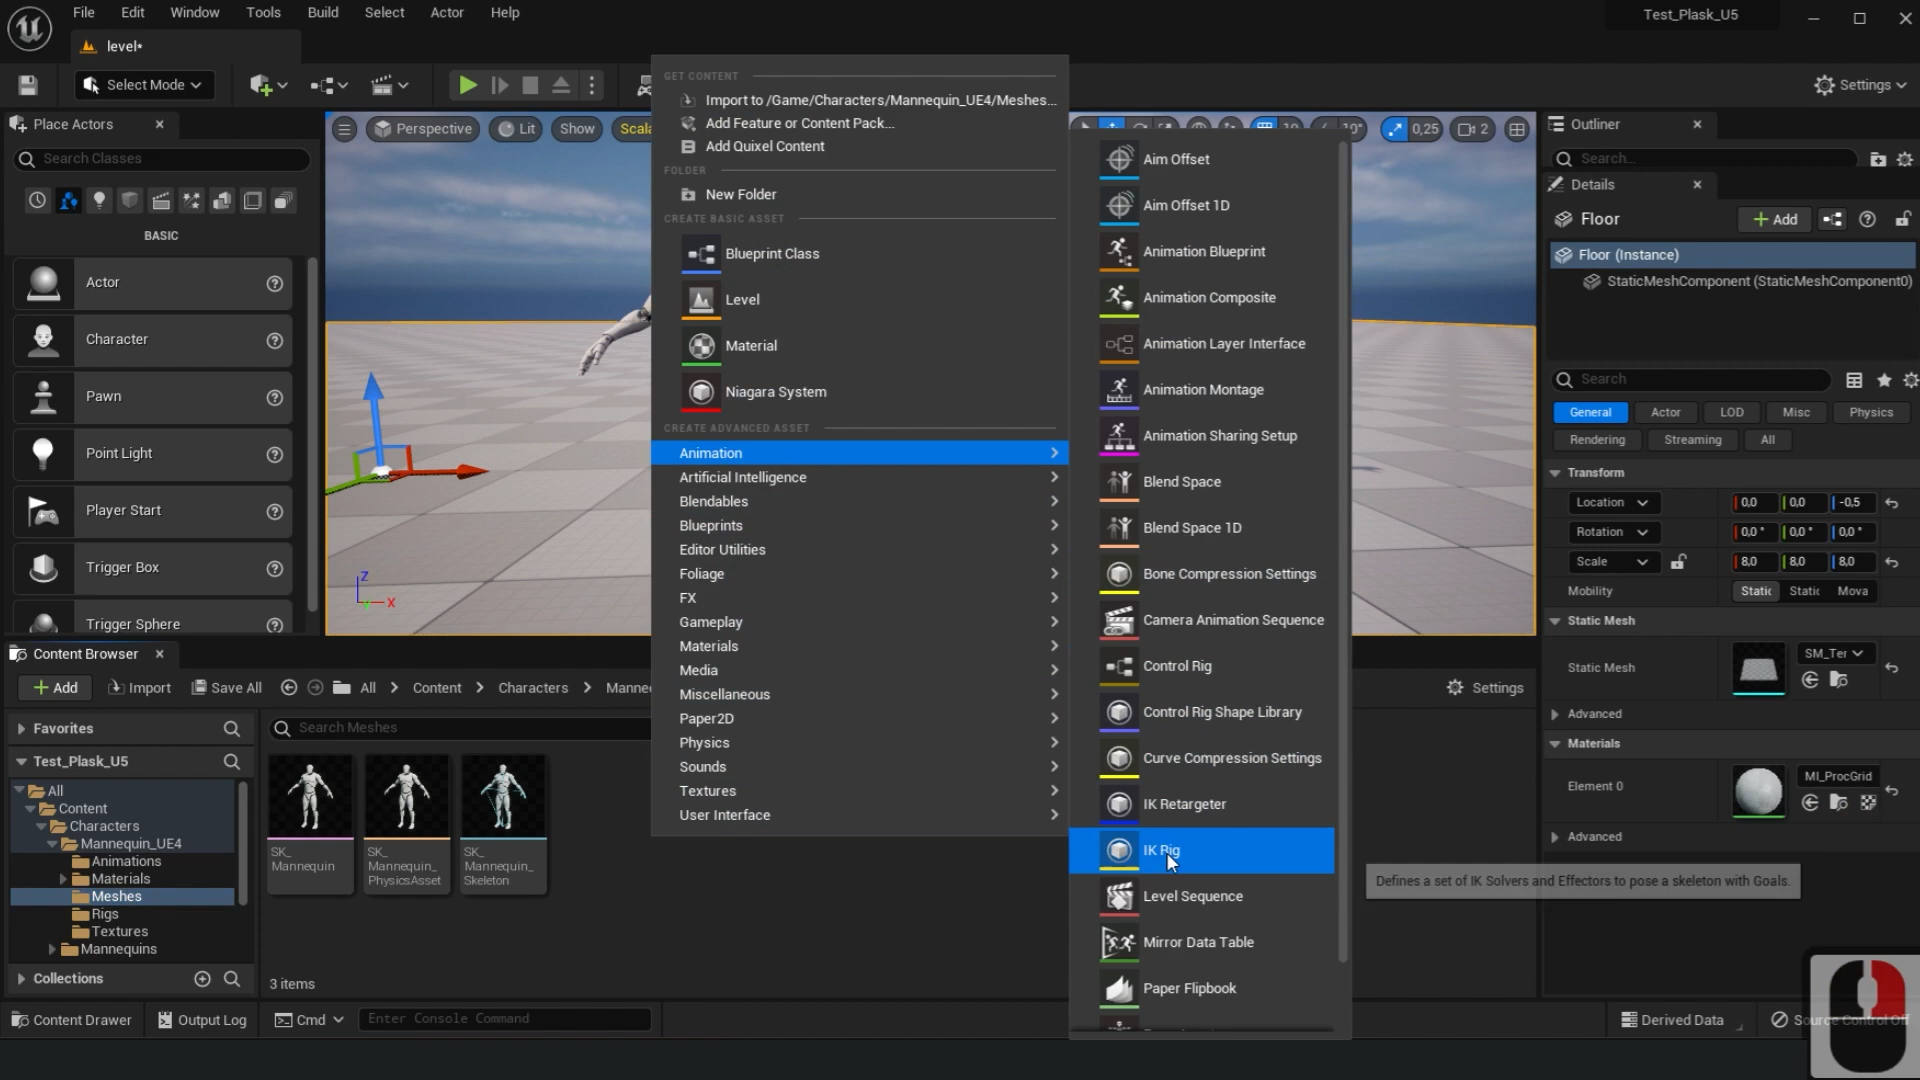 File Edit Window Tools Build Select Actor Help
Test_Plask_U5
level*
Select Mode
Settings
Place Actors
Search Classes
BASIC
Actor
Character
Pawn
Point Light
Player Start
Trigger Box
Trigger Sphere
Perspective Lit Show Scala
10 10° 0,25 2
Z
X
GET CONTENT
Import to /Game/Characters/Mannequin_UE4/Meshes...
Add Feature or Content Pack...
Add Quixel Content
FOLDER
New Folder
CREATE BASIC ASSET
Blueprint Class
Level
Material
Niagara System
CREATE ADVANCED ASSET
Animation
Artificial Intelligence
Blendables
Blueprints
Editor Utilities
Foliage
FX
Gameplay
Materials
Media
Miscellaneous
Paper2D
Physics
Sounds
Textures
User Interface
Aim Offset
Aim Offset 1D
Animation Blueprint
Animation Composite
Animation Layer Interface
Animation Montage
Animation Sharing Setup
Blend Space
Blend Space 1D
Bone Compression Settings
Camera Animation Sequence
Control Rig
Control Rig Shape Library
Curve Compression Settings
IK Retargeter
IK Rig
Level Sequence
Mirror Data Table
Paper Flipbook
Defines a set of IK Solvers and Effectors to pose a skeleton with Goals.
Outliner
Search...
Details
Floor
Add
Floor (Instance)
StaticMeshComponent (StaticMeshComponent0)
Search
General Actor LOD Misc Physics
Rendering Streaming All
Transform
Location 0,0 0,0 -0,5
Rotation 0,0 ° 0,0 ° 0,0 °
Scale 8,0 8,0 8,0
Mobility Static Static Mova
Static Mesh
Static Mesh SM_Ter
Advanced
Materials
Element 0 MI_ProcGrid
Advanced
Content Browser
Add Import Save All All Content Characters Manne
Settings
Favorites
Search Meshes
Test_Plask_U5
All
Content
Characters
Mannequin_UE4
Animations
Materials
Meshes
Rigs
Textures
Mannequins
Collections
SK_
Mannequin
SK_
Mannequin_
PhysicsAsset
SK_
Mannequin_
Skeleton
3 items
Content Drawer Output Log Cmd Enter Console Command
Derived Data Source Control Off